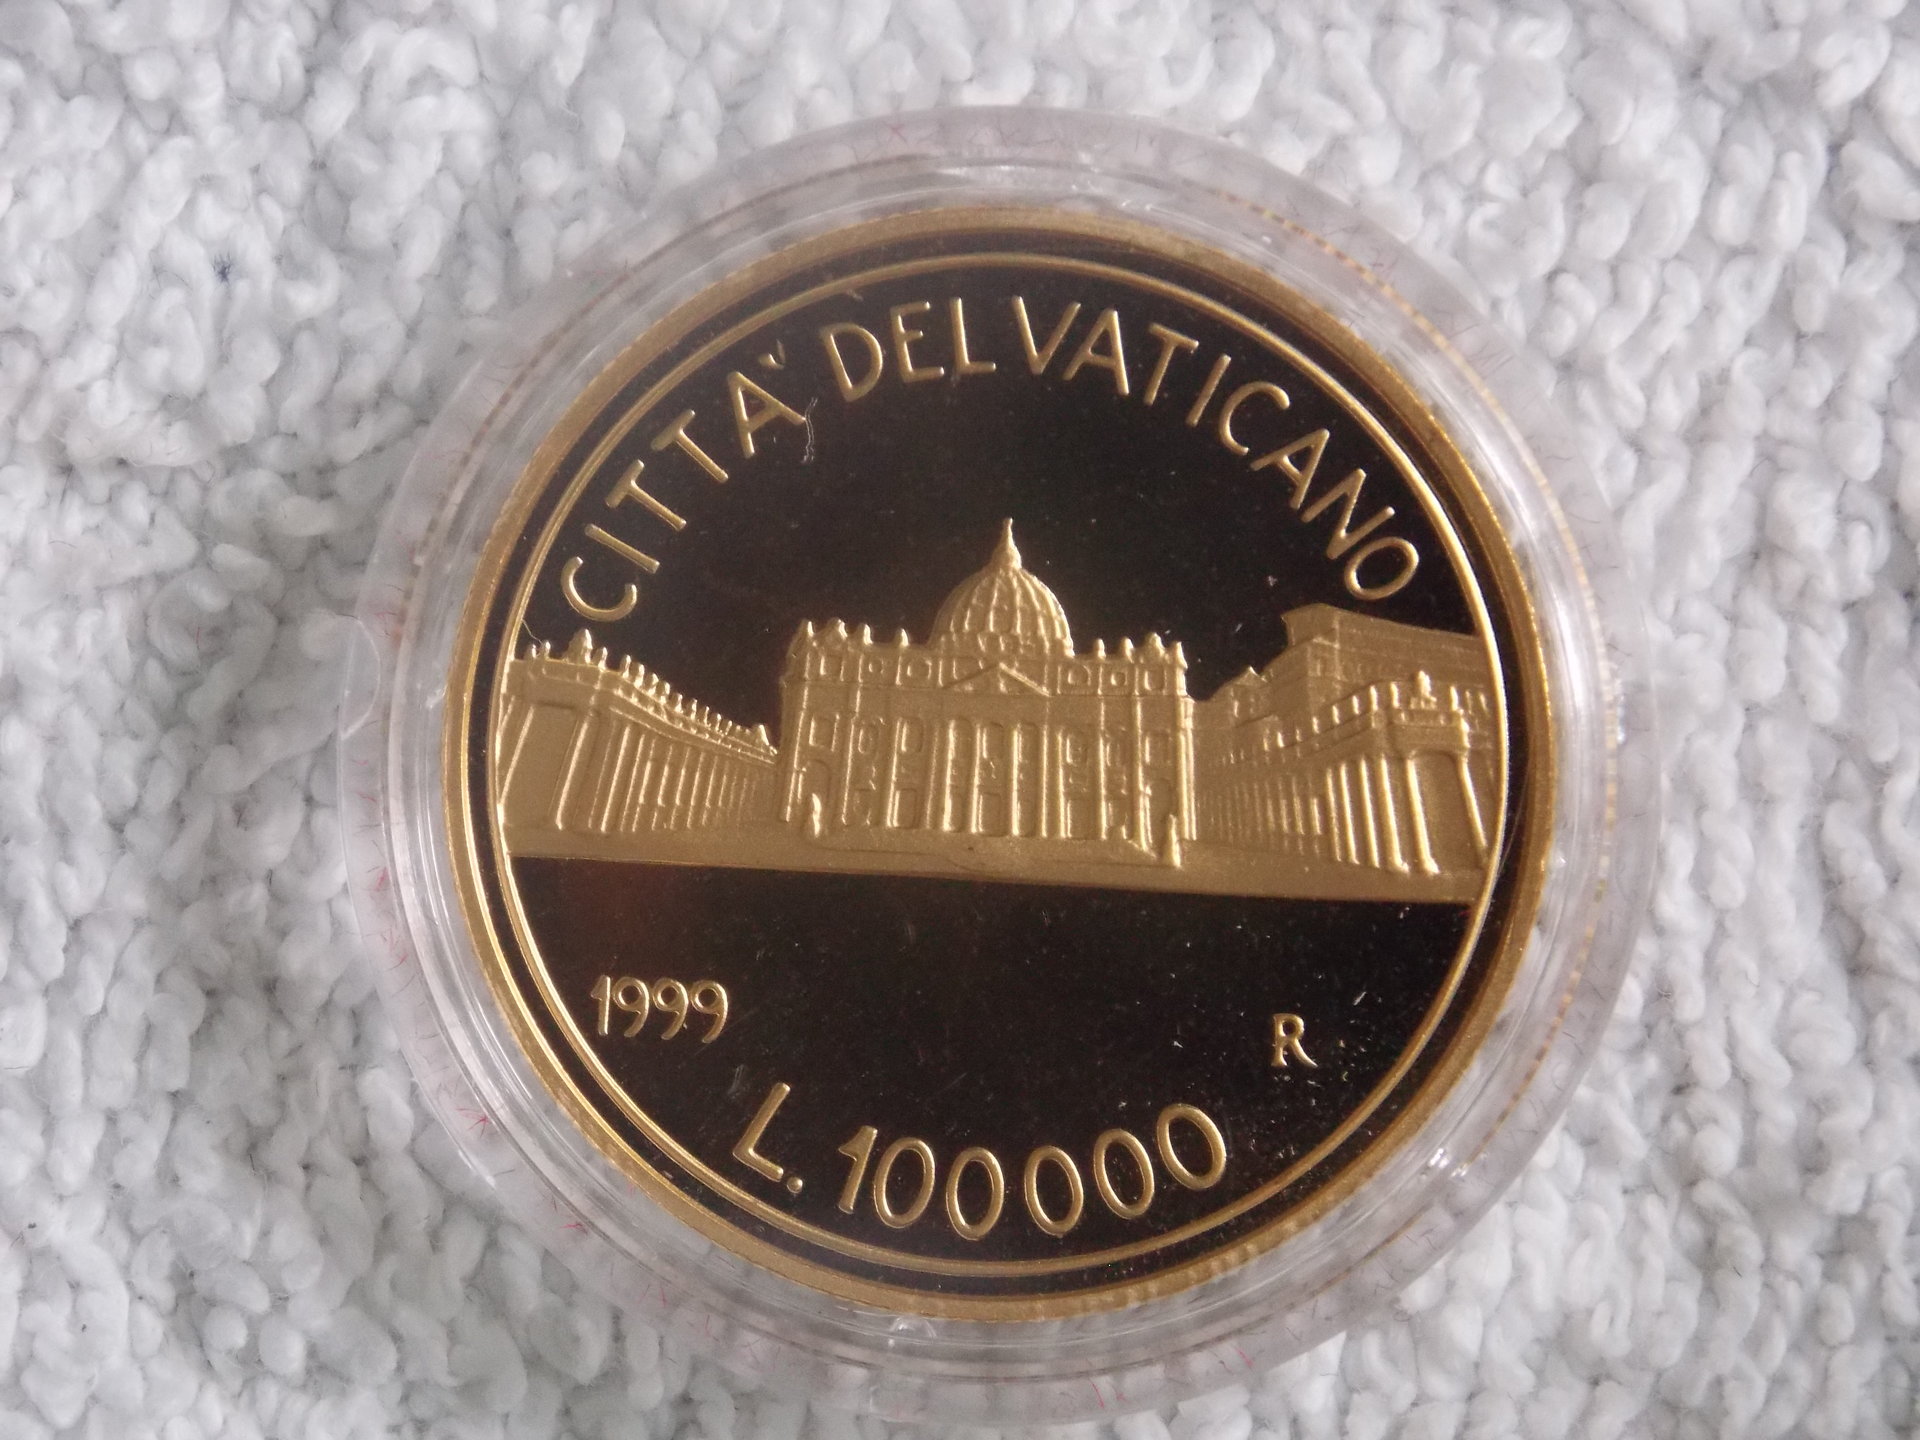 CITTA' DEL VATICANO
1999
R
L. 100000